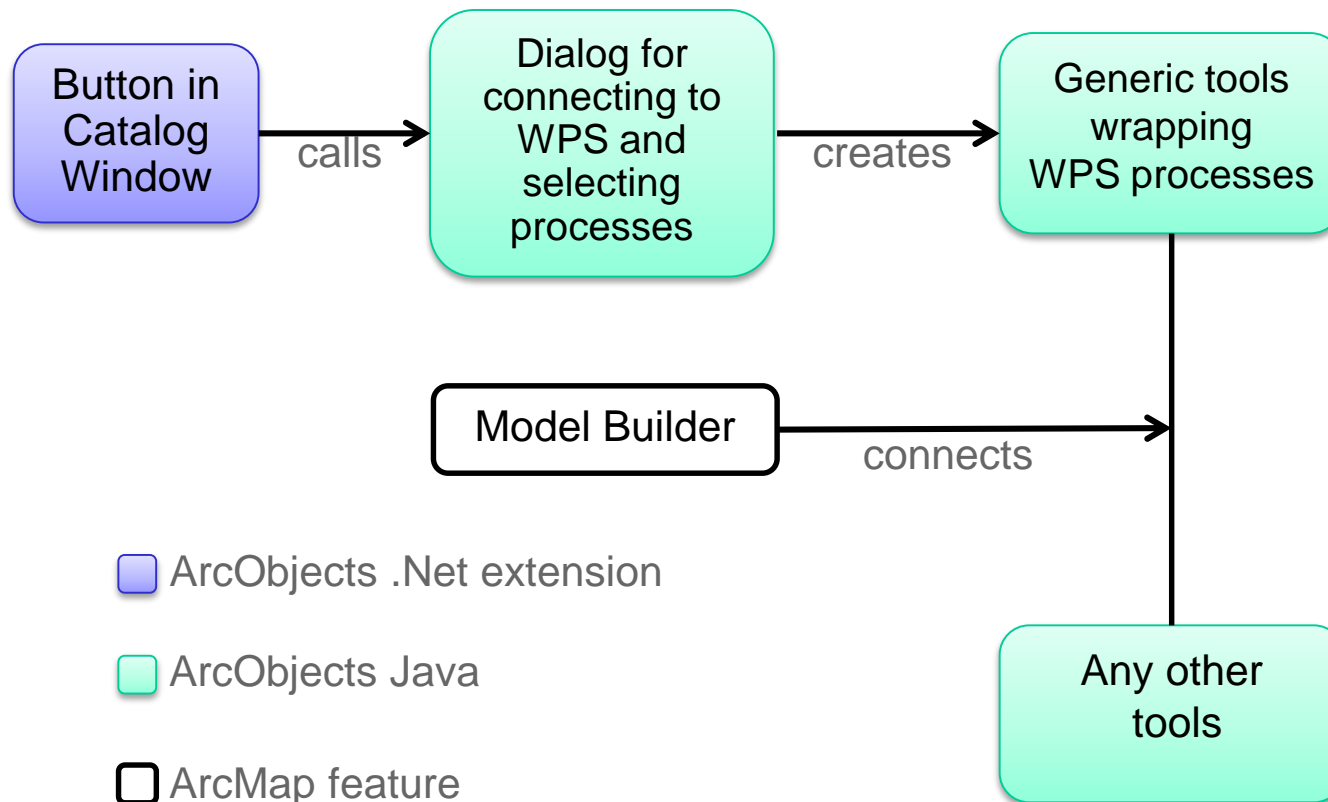 Button in
Catalog
Window
calls
Dialog for
connecting to
WPS and
selecting
processes
creates
Generic tools
wrapping
WPS processes
Model Builder
connects
ArcObjects .Net extension
ArcObjects Java
ArcMap feature
Any other
tools